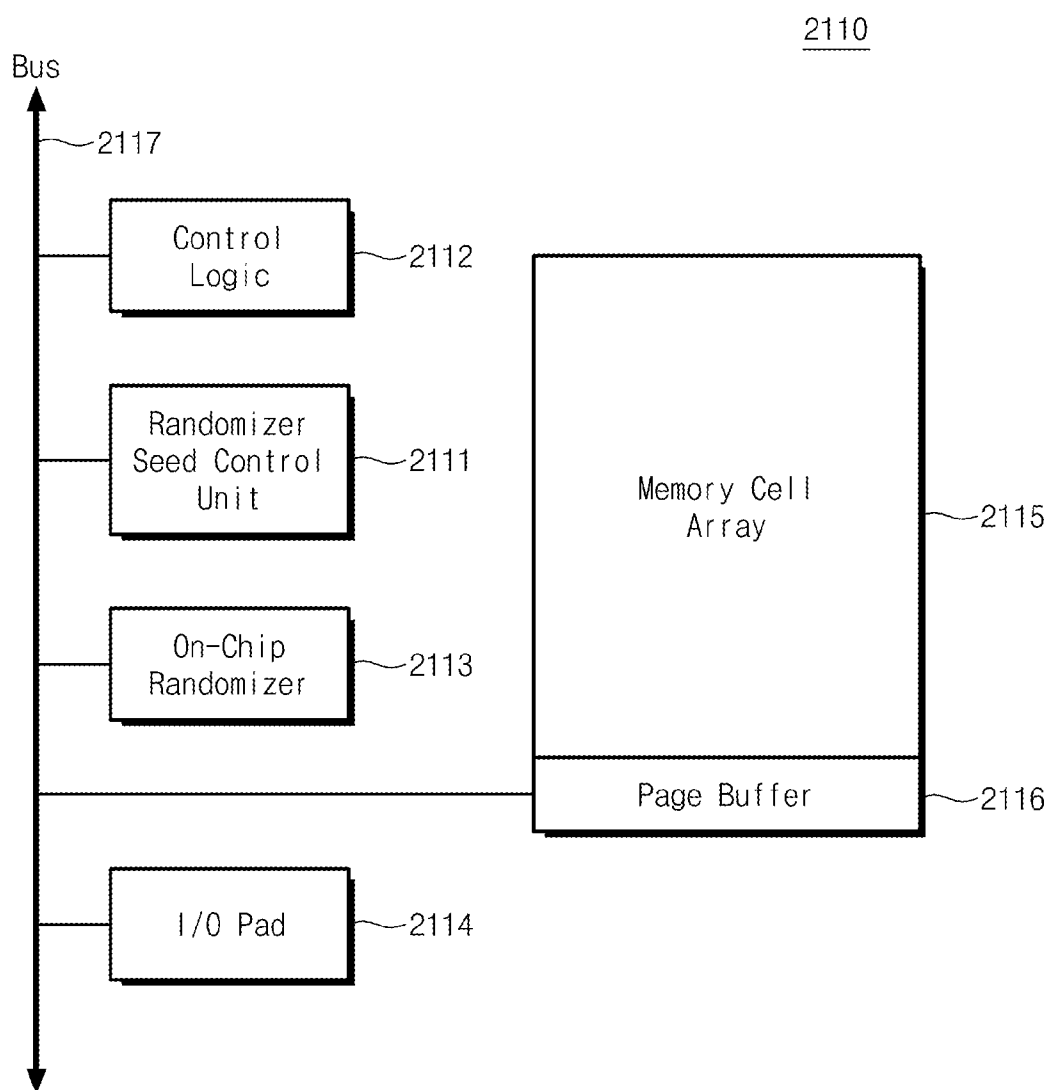 2110
Bus
2117
Control
Logic
2112
Randomizer
Seed Control
Unit
2111
Memory Cell
Array
2115
On-Chip
Randomizer
2113
Page Buffer
2116
I/O Pad
2114